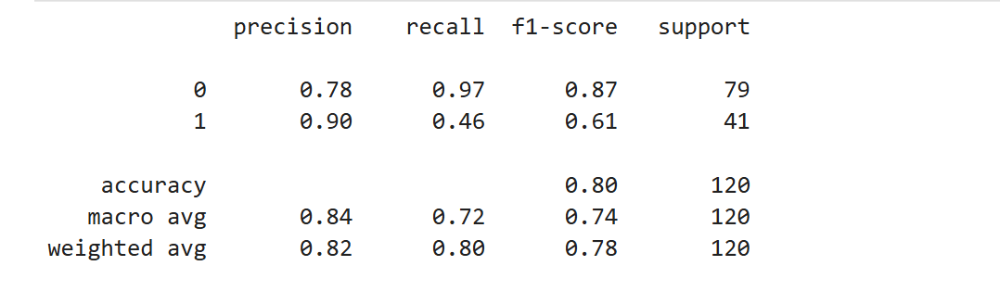 precision recall f1-score support
0 0.78 0.97 0.87 79
1 0.90 0.46 0.61 41
accuracy 0.80 120
macro avg 0.84 0.72 0.74 120
weighted avg 0.82 0.80 0.78 120